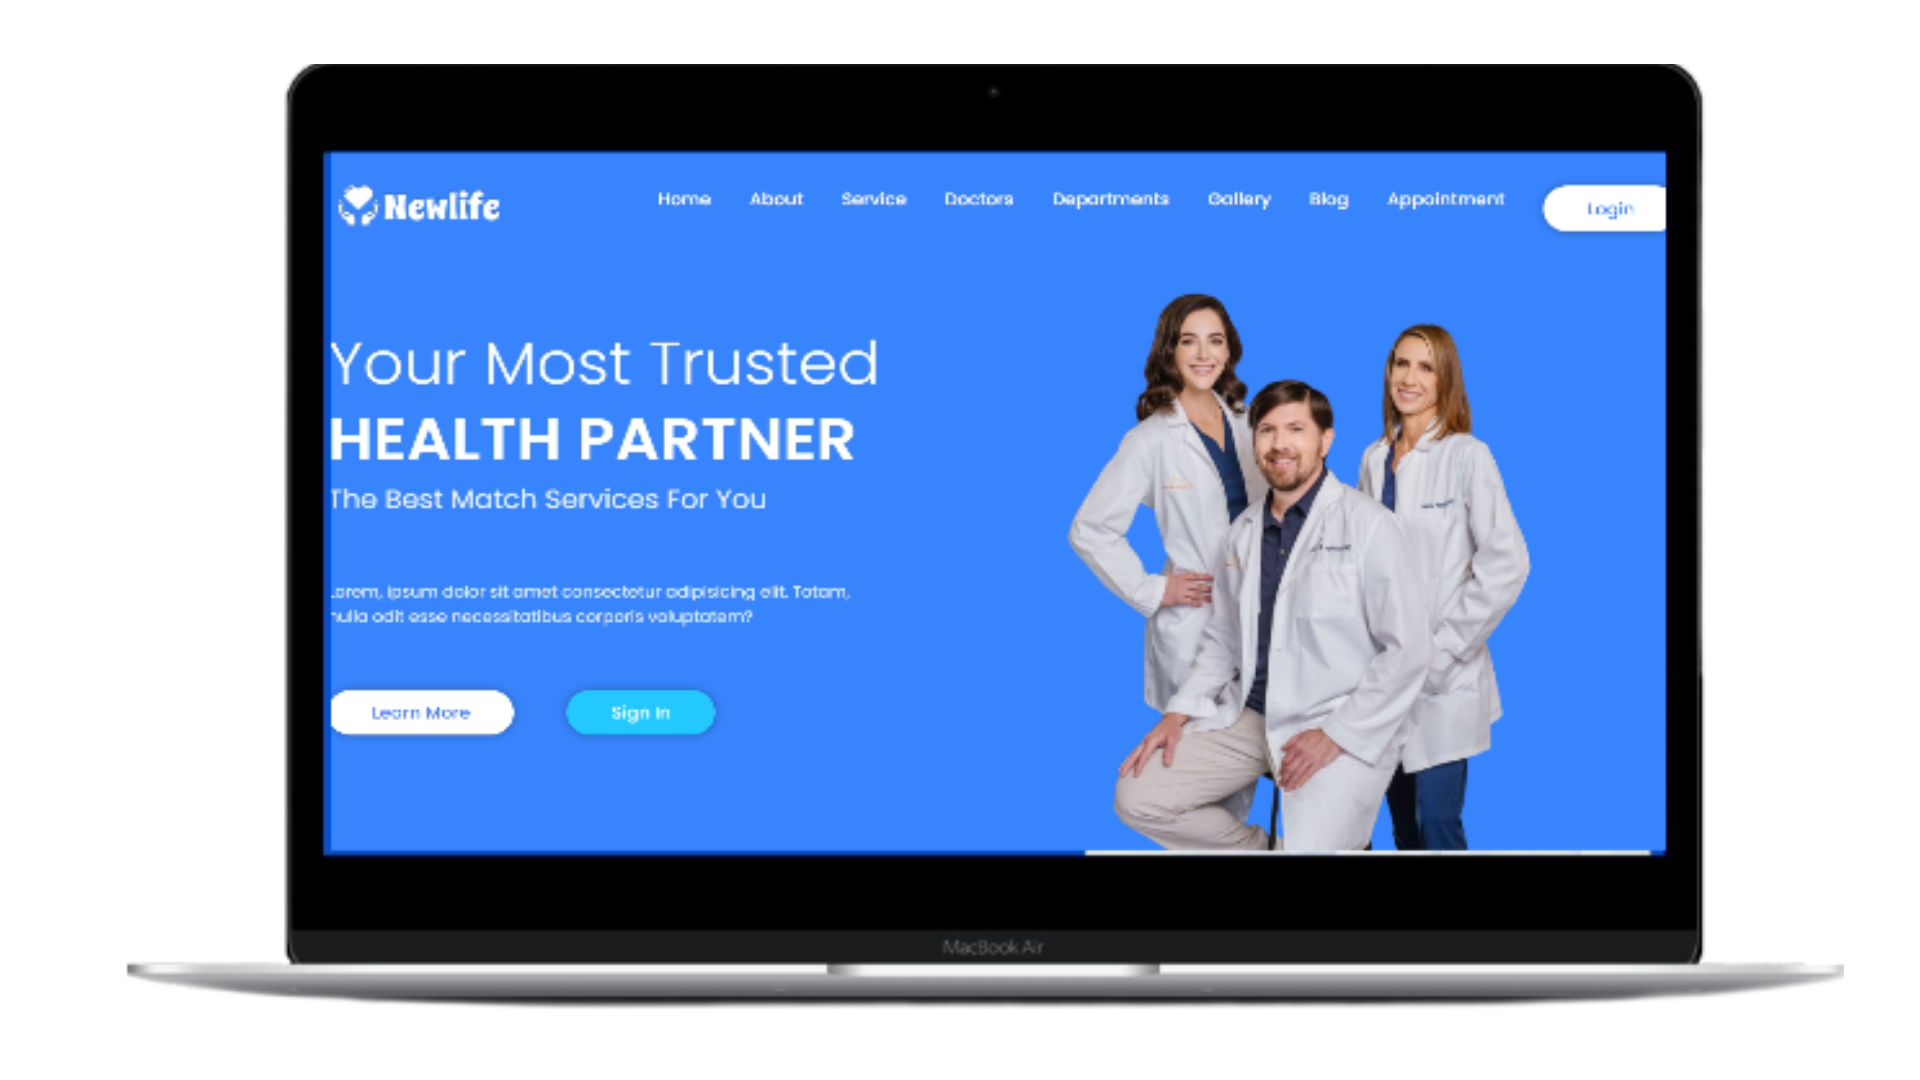 Newlife
Home About Service Doctors Departments Gallery Blog Appointment Login
Your Most Trusted
HEALTH PARTNER
The Best Match Services For You
Lorem, ipsum dolor sit amet consectetur adipisicing elit. Totam,
nulla odit esse necessitatibus corporis voluptatem?
Learn More Sign In
MacBook Air